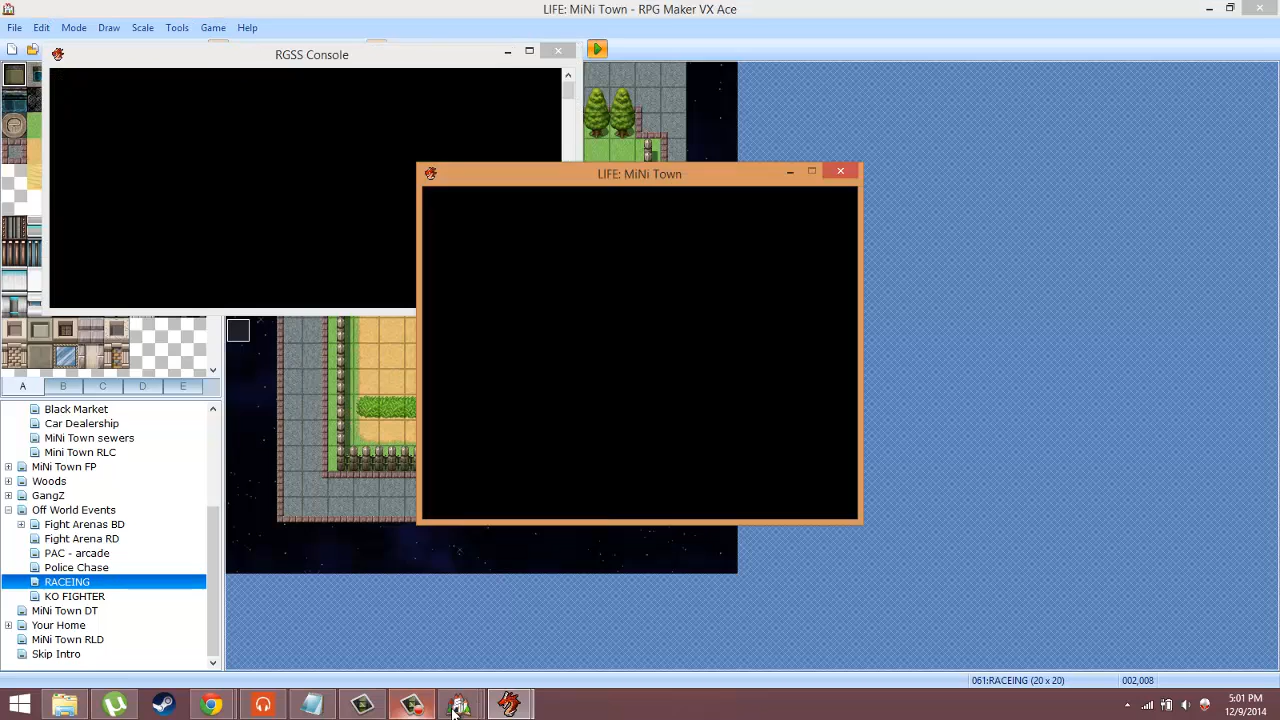 LIFE: MiNi Town - RPG Maker VX Ace
File Edit Mode Draw Scale Tools Game Help
RGSS Console
LIFE: MiNi Town
A B C D E
Black Market
Car Dealership
MiNi Town sewers
Mini Town RLC
MiNi Town FP
Woods
GangZ
Off World Events
Fight Arenas BD
Fight Arena RD
PAC - arcade
Police Chase
RACEING
KO FIGHTER
MiNi Town DT
Your Home
MiNi Town RLD
Skip Intro
061:RACEING (20 x 20) 002,008
5:01 PM
12/9/2014